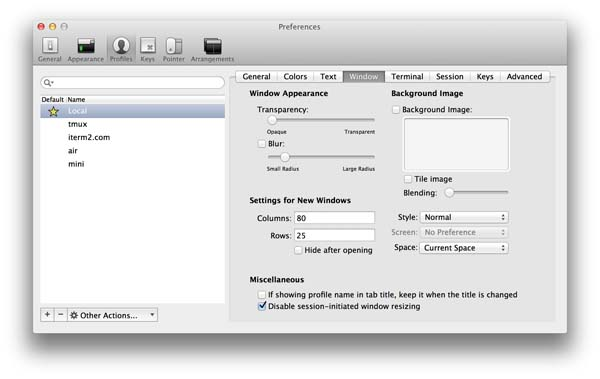 Preferences
General Appearance Profiles Keys Pointer Arrangements
General Colors Text Window Terminal Session Keys Advanced
Default Name
Local
tmux
iterm2.com
air
mini
+ − Other Actions...
Window Appearance
Transparency:
Opaque Transparent
Blur:
Small Radius Large Radius
Background Image
Background Image:
Tile image
Blending:
Settings for New Windows
Columns: 80
Rows: 25
Hide after opening
Style: Normal
Screen: No Preference
Space: Current Space
Miscellaneous
If showing profile name in tab title, keep it when the title is changed
Disable session-initiated window resizing